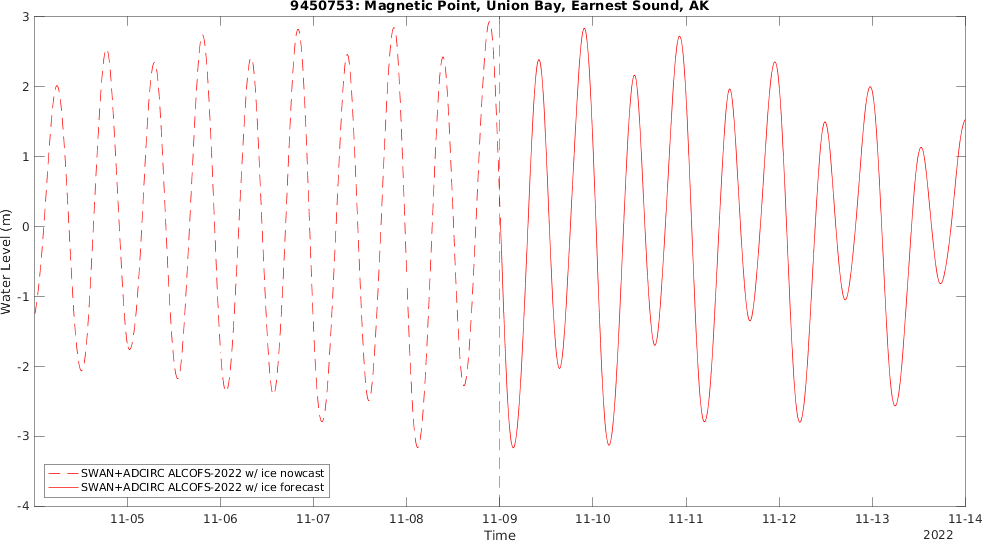 9450753: Magnetic Point, Union Bay, Earnest Sound, AK
3
2
1
0
-1
-2
-3
-4
Water Level (m)
SWAN+ADCIRC ALCOFS-2022 w/ ice nowcast
SWAN+ADCIRC ALCOFS-2022 w/ ice forecast
11-05 11-06 11-07 11-08 11-09 11-10 11-11 11-12 11-13 11-14
Time
2022